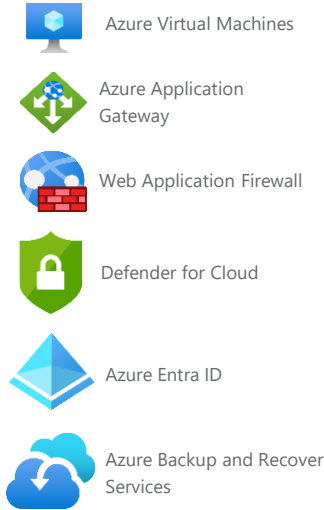 Azure Virtual Machines
Azure Application
Gateway
Web Application Firewall
Defender for Cloud
Azure Entra ID
Azure Backup and Recover
Services